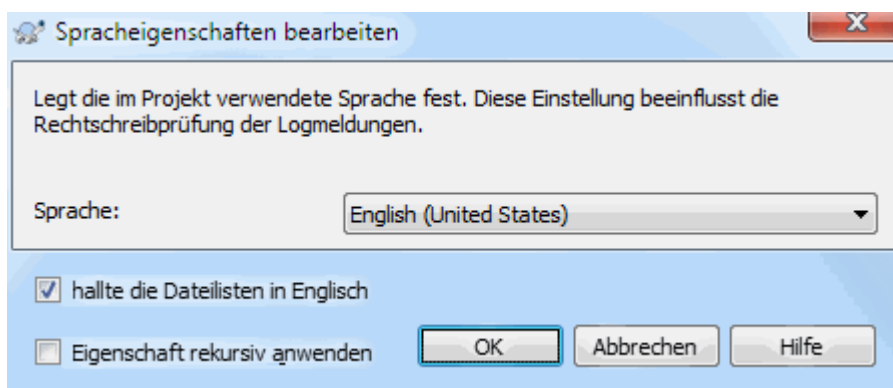 Spracheigenschaften bearbeiten
Legt die im Projekt verwendete Sprache fest. Diese Einstellung beeinflusst die
Rechtschreibprüfung der Logmeldungen.
Sprache: English (United States)
hallte die Dateilisten in Englisch
Eigenschaft rekursiv anwenden OK Abbrechen Hilfe